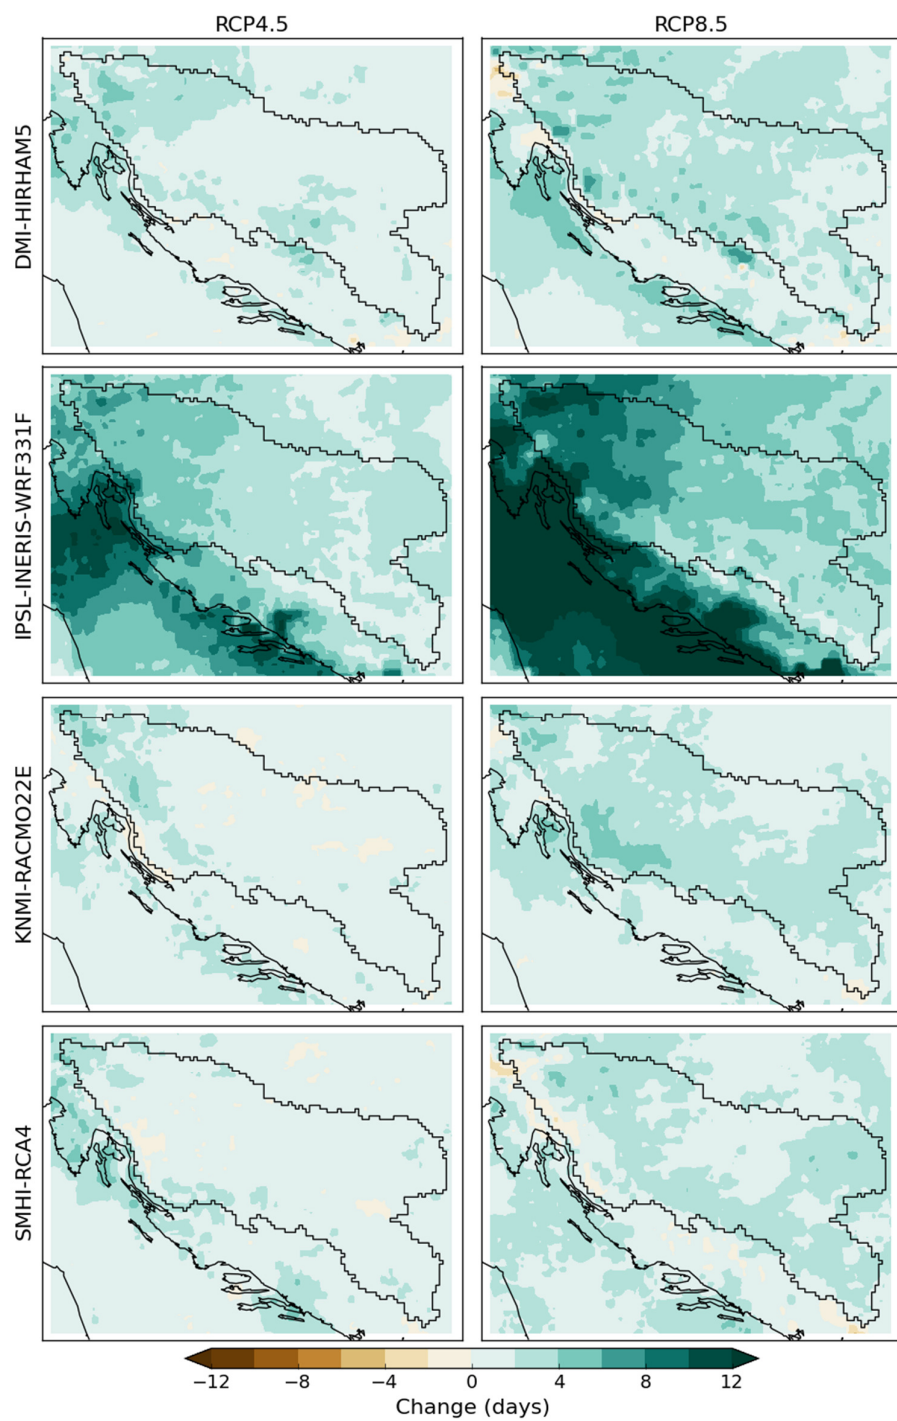 RCP4.5 RCP8.5
DMI-HIRHAM5
IPSL-INERIS-WRF331F
KNMI-RACMO22E
SMHI-RCA4
−12 −8 −4 0 4 8 12
Change (days)